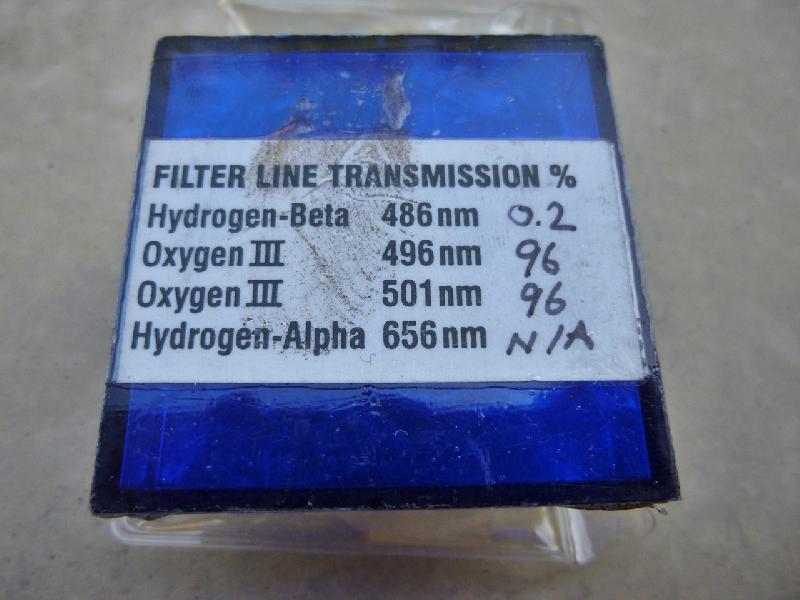 FILTER LINE TRANSMISSION %
Hydrogen-Beta 486nm 0.2
Oxygen III 496nm 96
Oxygen III 501nm 96
Hydrogen-Alpha 656nm N/A